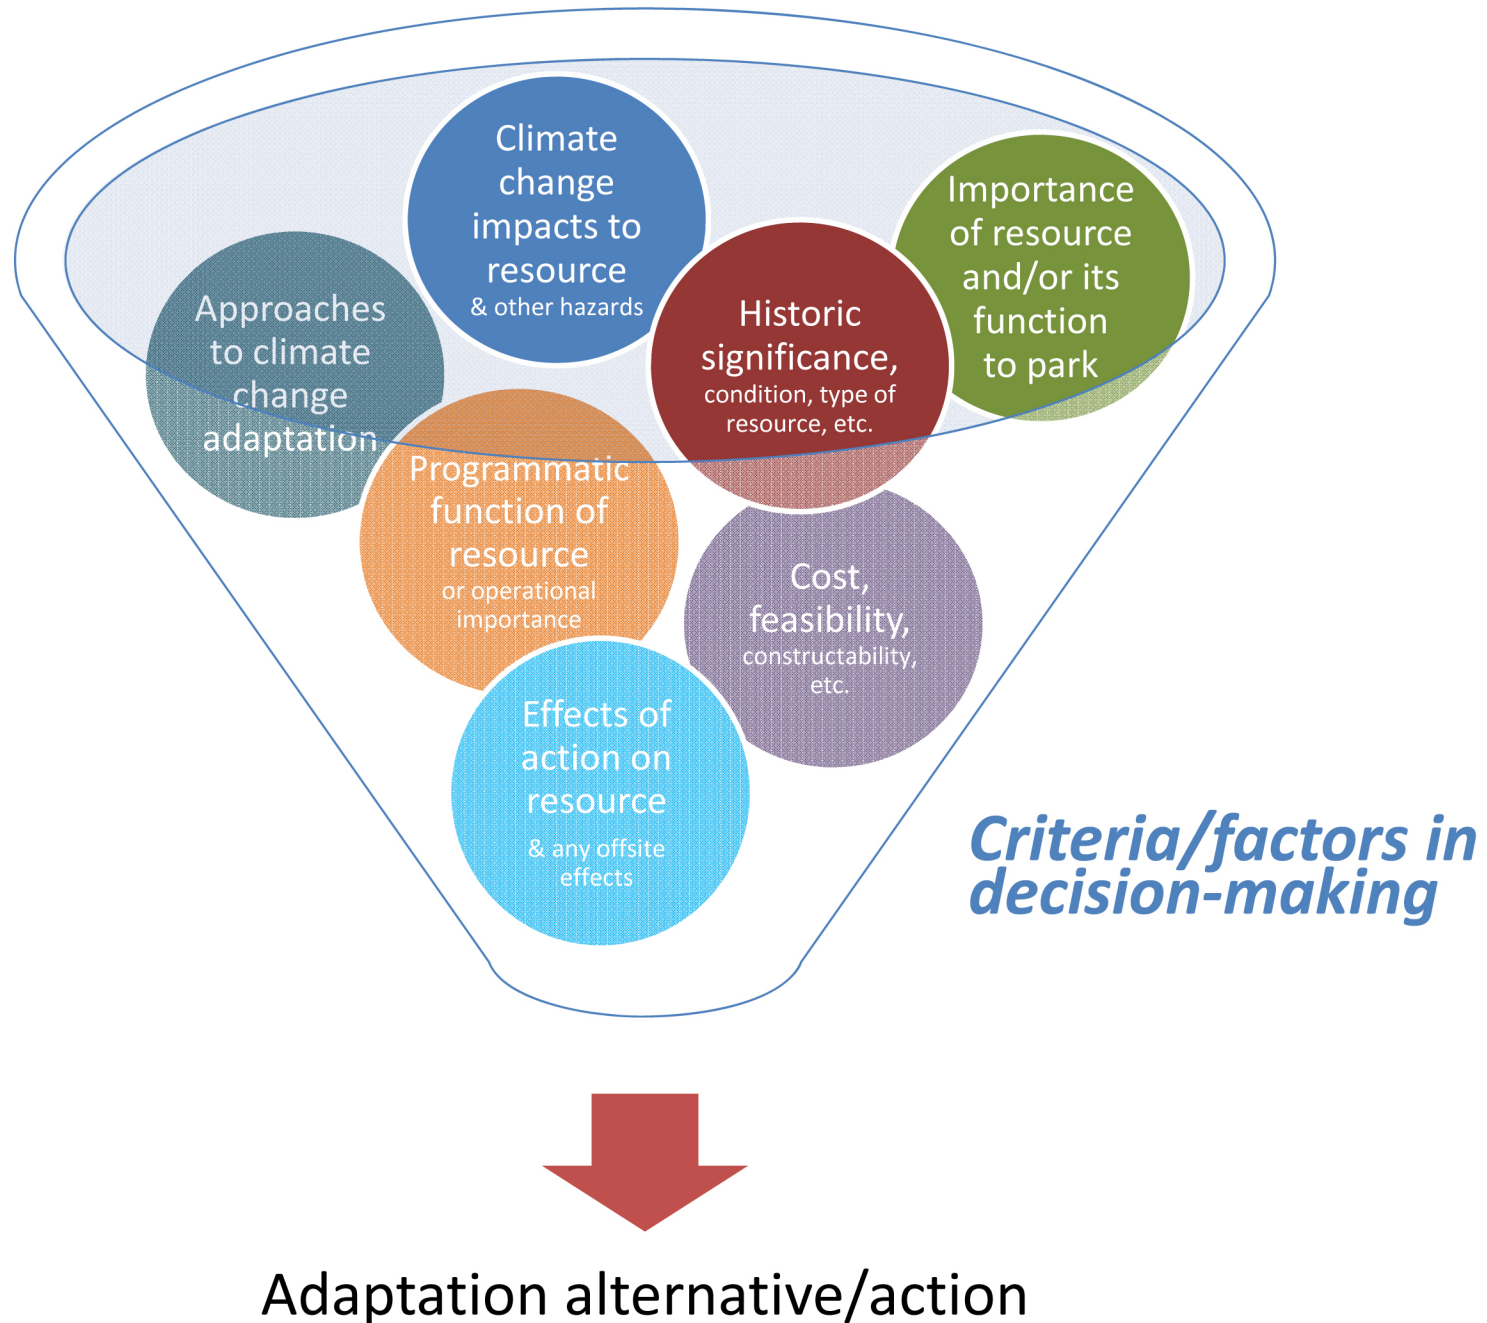 Climate
change
impacts to
resource
& other hazards
Importance
of resource
and/or its
function
to park
Approaches
to climate
change
adaptation
Historic
significance,
condition, type of
resource, etc.
Programmatic
function of
resource
or operational
importance
Cost,
feasibility,
constructability,
etc.
Effects of
action on
resource
& any offsite
effects
Criteria/factors in
decision-making
Adaptation alternative/action